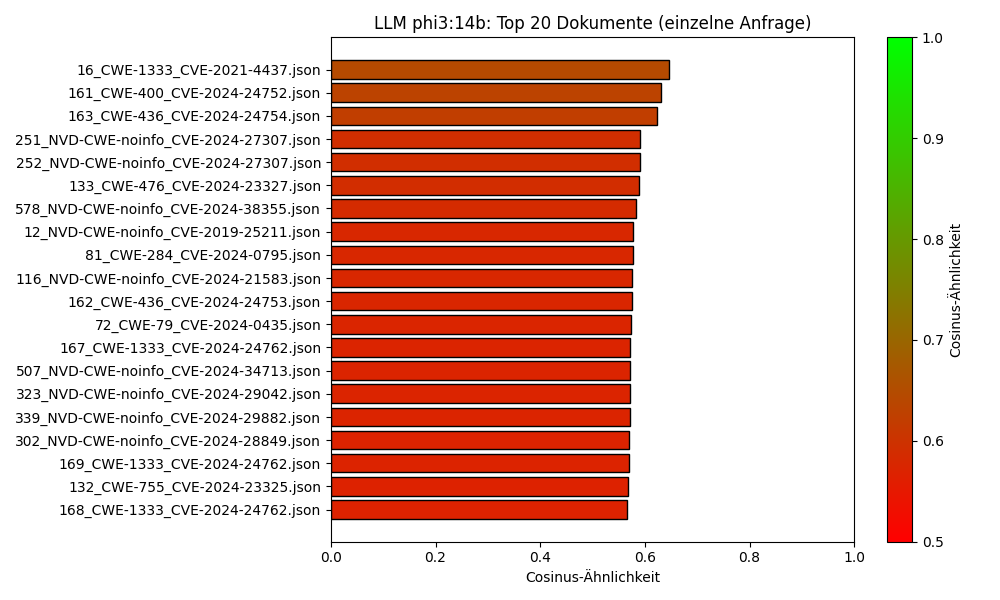 LLM phi3:14b: Top 20 Dokumente (einzelne Anfrage)
16_CWE-1333_CVE-2021-4437.json
161_CWE-400_CVE-2024-24752.json
163_CWE-436_CVE-2024-24754.json
251_NVD-CWE-noinfo_CVE-2024-27307.json
252_NVD-CWE-noinfo_CVE-2024-27307.json
133_CWE-476_CVE-2024-23327.json
578_NVD-CWE-noinfo_CVE-2024-38355.json
12_NVD-CWE-noinfo_CVE-2019-25211.json
81_CWE-284_CVE-2024-0795.json
116_NVD-CWE-noinfo_CVE-2024-21583.json
162_CWE-436_CVE-2024-24753.json
72_CWE-79_CVE-2024-0435.json
167_CWE-1333_CVE-2024-24762.json
507_NVD-CWE-noinfo_CVE-2024-34713.json
323_NVD-CWE-noinfo_CVE-2024-29042.json
339_NVD-CWE-noinfo_CVE-2024-29882.json
302_NVD-CWE-noinfo_CVE-2024-28849.json
169_CWE-1333_CVE-2024-24762.json
132_CWE-755_CVE-2024-23325.json
168_CWE-1333_CVE-2024-24762.json
0.0 0.2 0.4 0.6 0.8 1.0
Cosinus-Ähnlichkeit
1.0
0.9
0.8
0.7
0.6
0.5
Cosinus-Ähnlichkeit